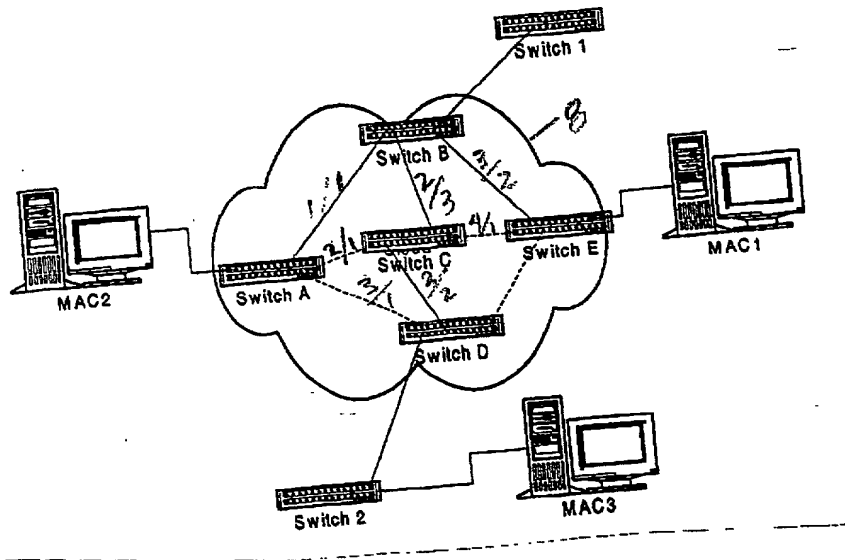 Switch 1
8
Switch B
1/1
2/3
3/2
MAC1
2/1
Switch C
4/1
Switch E
MAC2
Switch A
3/1
3/2
Switch D
Switch 2
MAC3